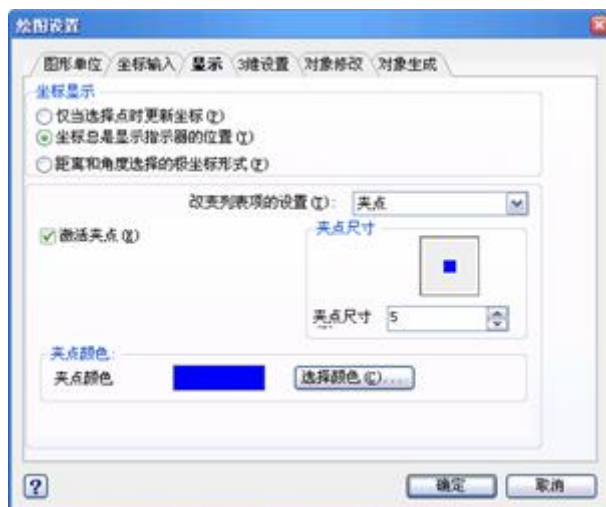 绘图设置
图形单位 坐标输入 显示 3维设置 对象修改 对象生成
坐标显示
仅当选择点时更新坐标(P)
坐标总是显示指示器的位置(Y)
距离和角度选择的极坐标形式(F)
改变列表项的设置(T): 夹点
激活夹点(X)
夹点尺寸
夹点尺寸 5
夹点颜色:
夹点颜色 选择颜色(C)...
? 确定 取消